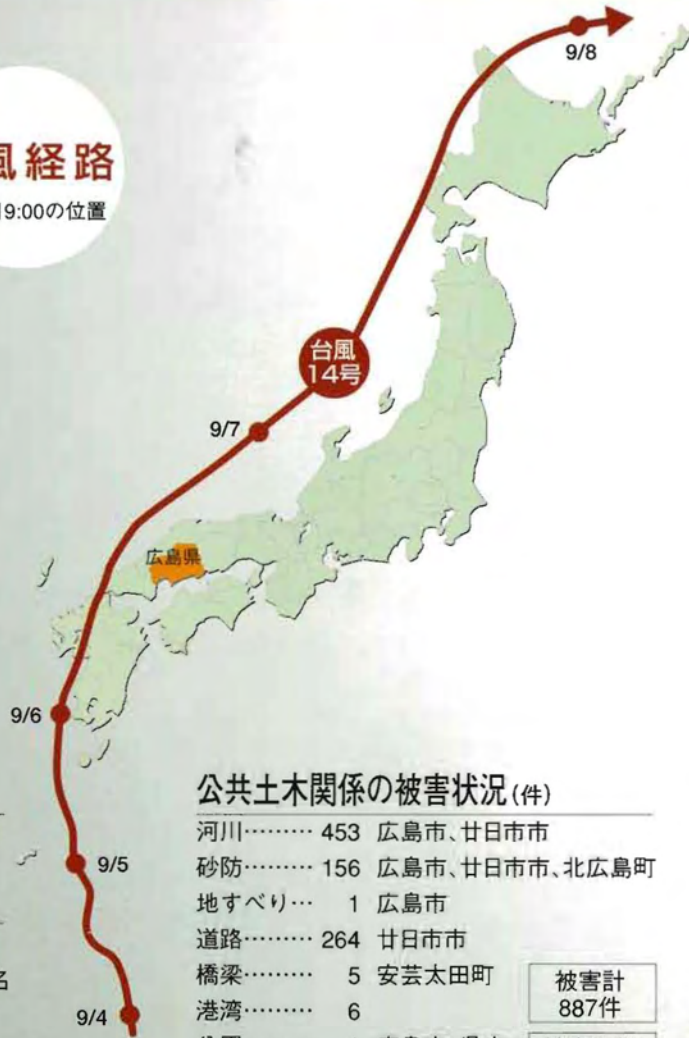 風経路
9:00の位置
9/8
台風
14号
9/7
広島県
9/6
9/5
9/4
名
公共土木関係の被害状況(件)
河川……… 453 広島市、廿日市市
砂防……… 156 広島市、廿日市市、北広島町
地すべり… 1 広島市
道路……… 264 廿日市市
橋梁……… 5 安芸太田町
港湾……… 6
被害計
887件